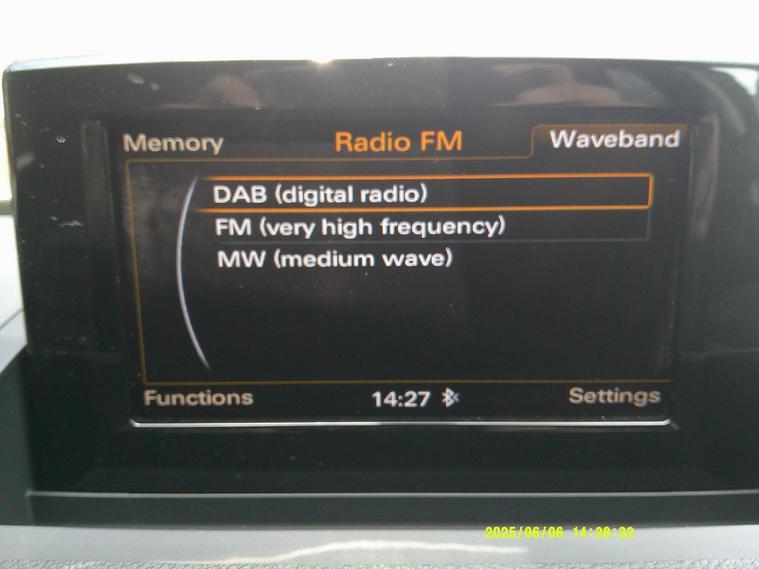 Memory Radio FM Waveband
DAB (digital radio)
FM (very high frequency)
MW (medium wave)
Functions 14:27 Settings
2025/06/06 14:28:32